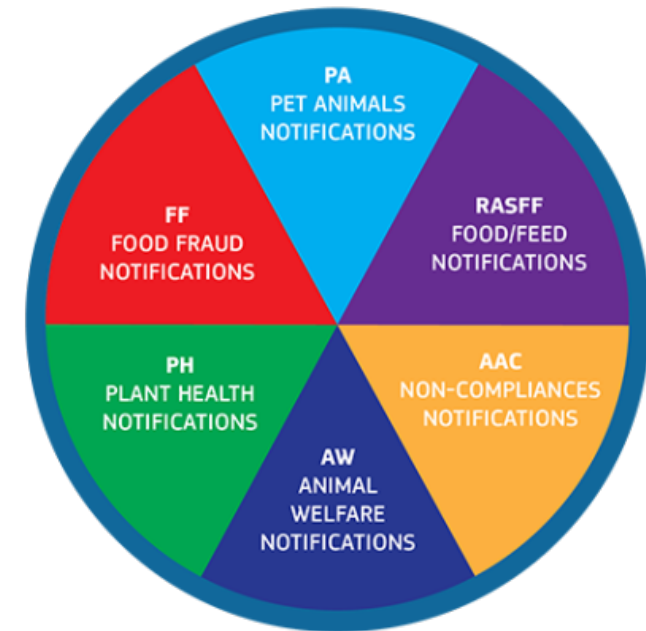 PA
PET ANIMALS
NOTIFICATIONS
RASFF
FOOD/FEED
NOTIFICATIONS
AAC
NON-COMPLIANCES
NOTIFICATIONS
AW
ANIMAL
WELFARE
NOTIFICATIONS
PH
PLANT HEALTH
NOTIFICATIONS
FF
FOOD FRAUD
NOTIFICATIONS